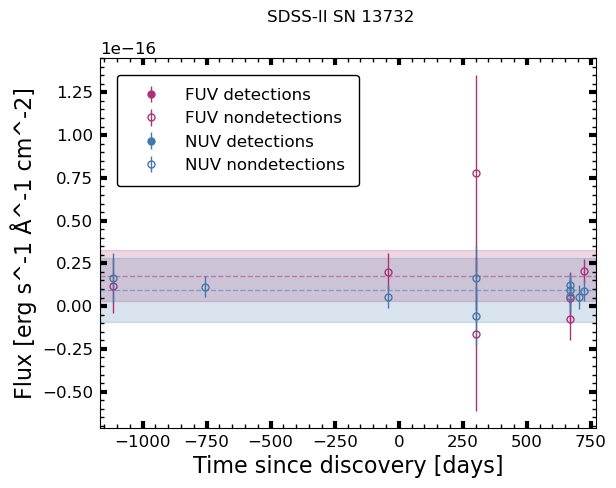 SDSS-II SN 13732
1e−16
FUV detections
FUV nondetections
NUV detections
NUV nondetections
1.25
1.00
0.75
0.50
0.25
0.00
−0.25
−0.50
Flux [erg s^-1 Å^-1 cm^-2]
−1000 −750 −500 −250 0 250 500 750
Time since discovery [days]